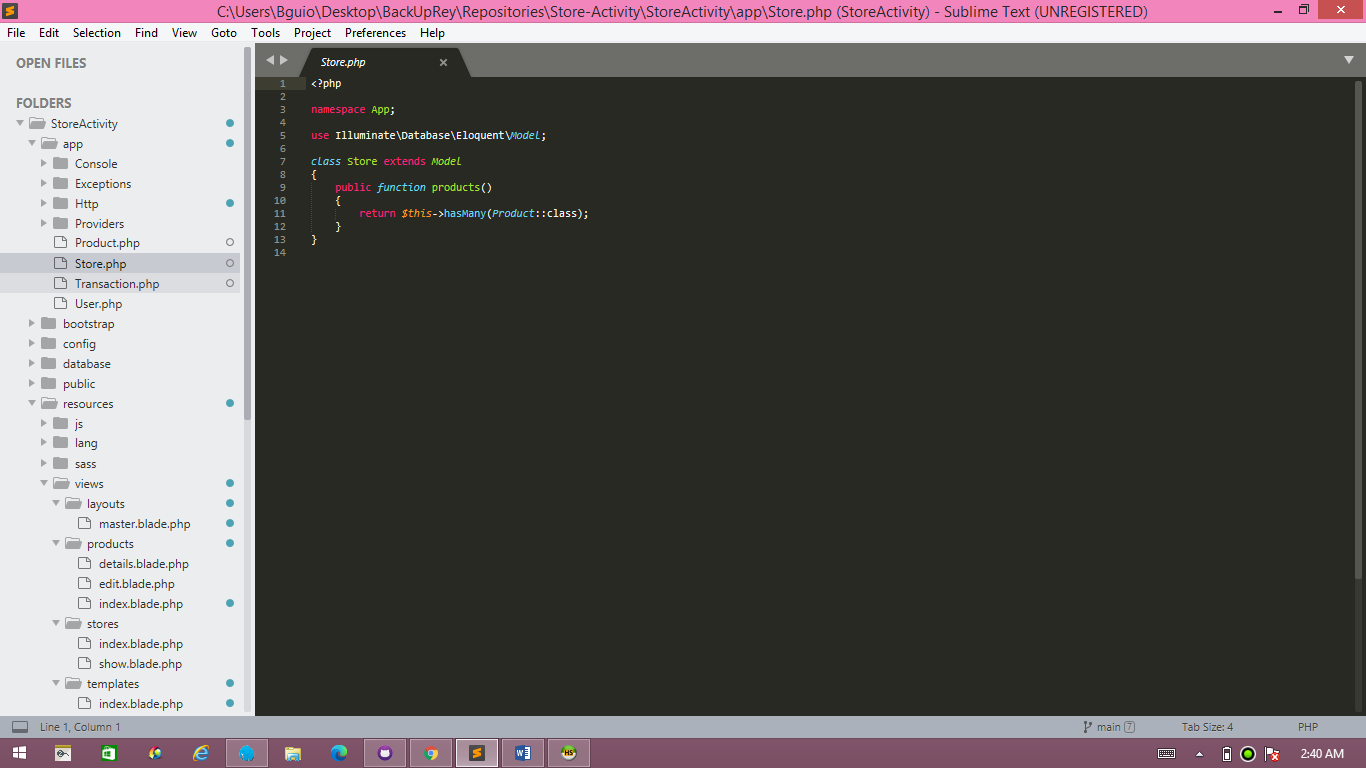 C:\Users\Bguio\Desktop\BackUpRey\Repositories\Store-Activity\StoreActivity\app\Store.php (StoreActivity) - Sublime Text (UNREGISTERED)
File Edit Selection Find View Goto Tools Project Preferences Help
OPEN FILES
FOLDERS
StoreActivity
app
Console
Exceptions
Http
Providers
Product.php
Store.php
Transaction.php
User.php
bootstrap
config
database
public
resources
js
lang
sass
views
layouts
master.blade.php
products
details.blade.php
edit.blade.php
index.blade.php
stores
index.blade.php
show.blade.php
templates
index.blade.php
Store.php
1 <?php
2
3 namespace App;
4
5 use Illuminate\Database\Eloquent\Model;
6
7 class Store extends Model
8 {
9 public function products()
10 {
11 return $this->hasMany(Product::class);
12 }
13 }
14
Line 1, Column 1 main 7 Tab Size: 4 PHP
2:40 AM